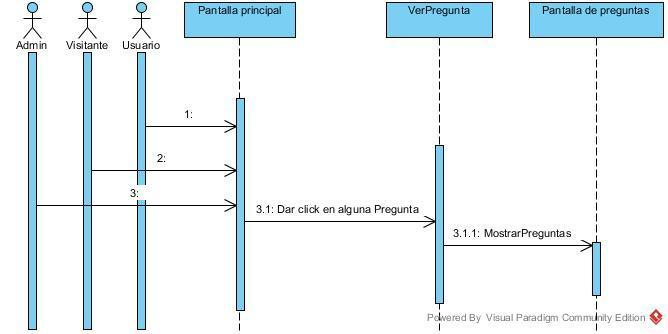 Pantalla principal
VerPregunta
Pantalla de preguntas
Admin
Visitante
Usuario
1:
2:
3:
3.1: Dar click en alguna Pregunta
3.1.1: MostrarPreguntas
Powered By Visual Paradigm Community Edition